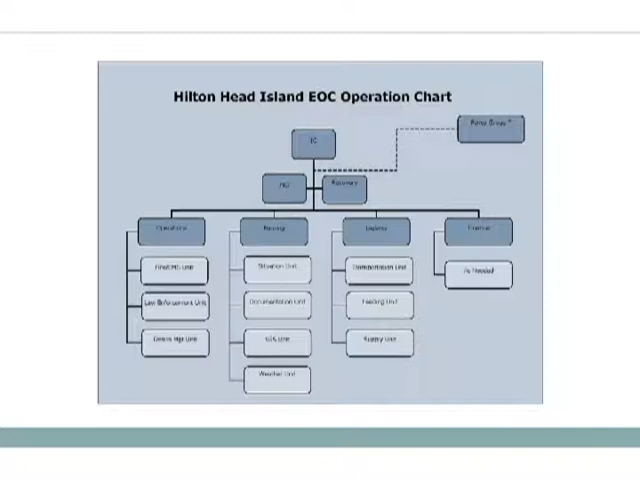 Hilton Head Island EOC Operation Chart
IC
PIO
Recovery
Operations
Planning
Logistics
Finance
Fire/EMS Unit
Situation Unit
Transportation Unit
As Needed
Law Enforcement Unit
Documentation Unit
Feeding Unit
Debris Mgt Unit
GIS Unit
Supply Unit
Weather Unit